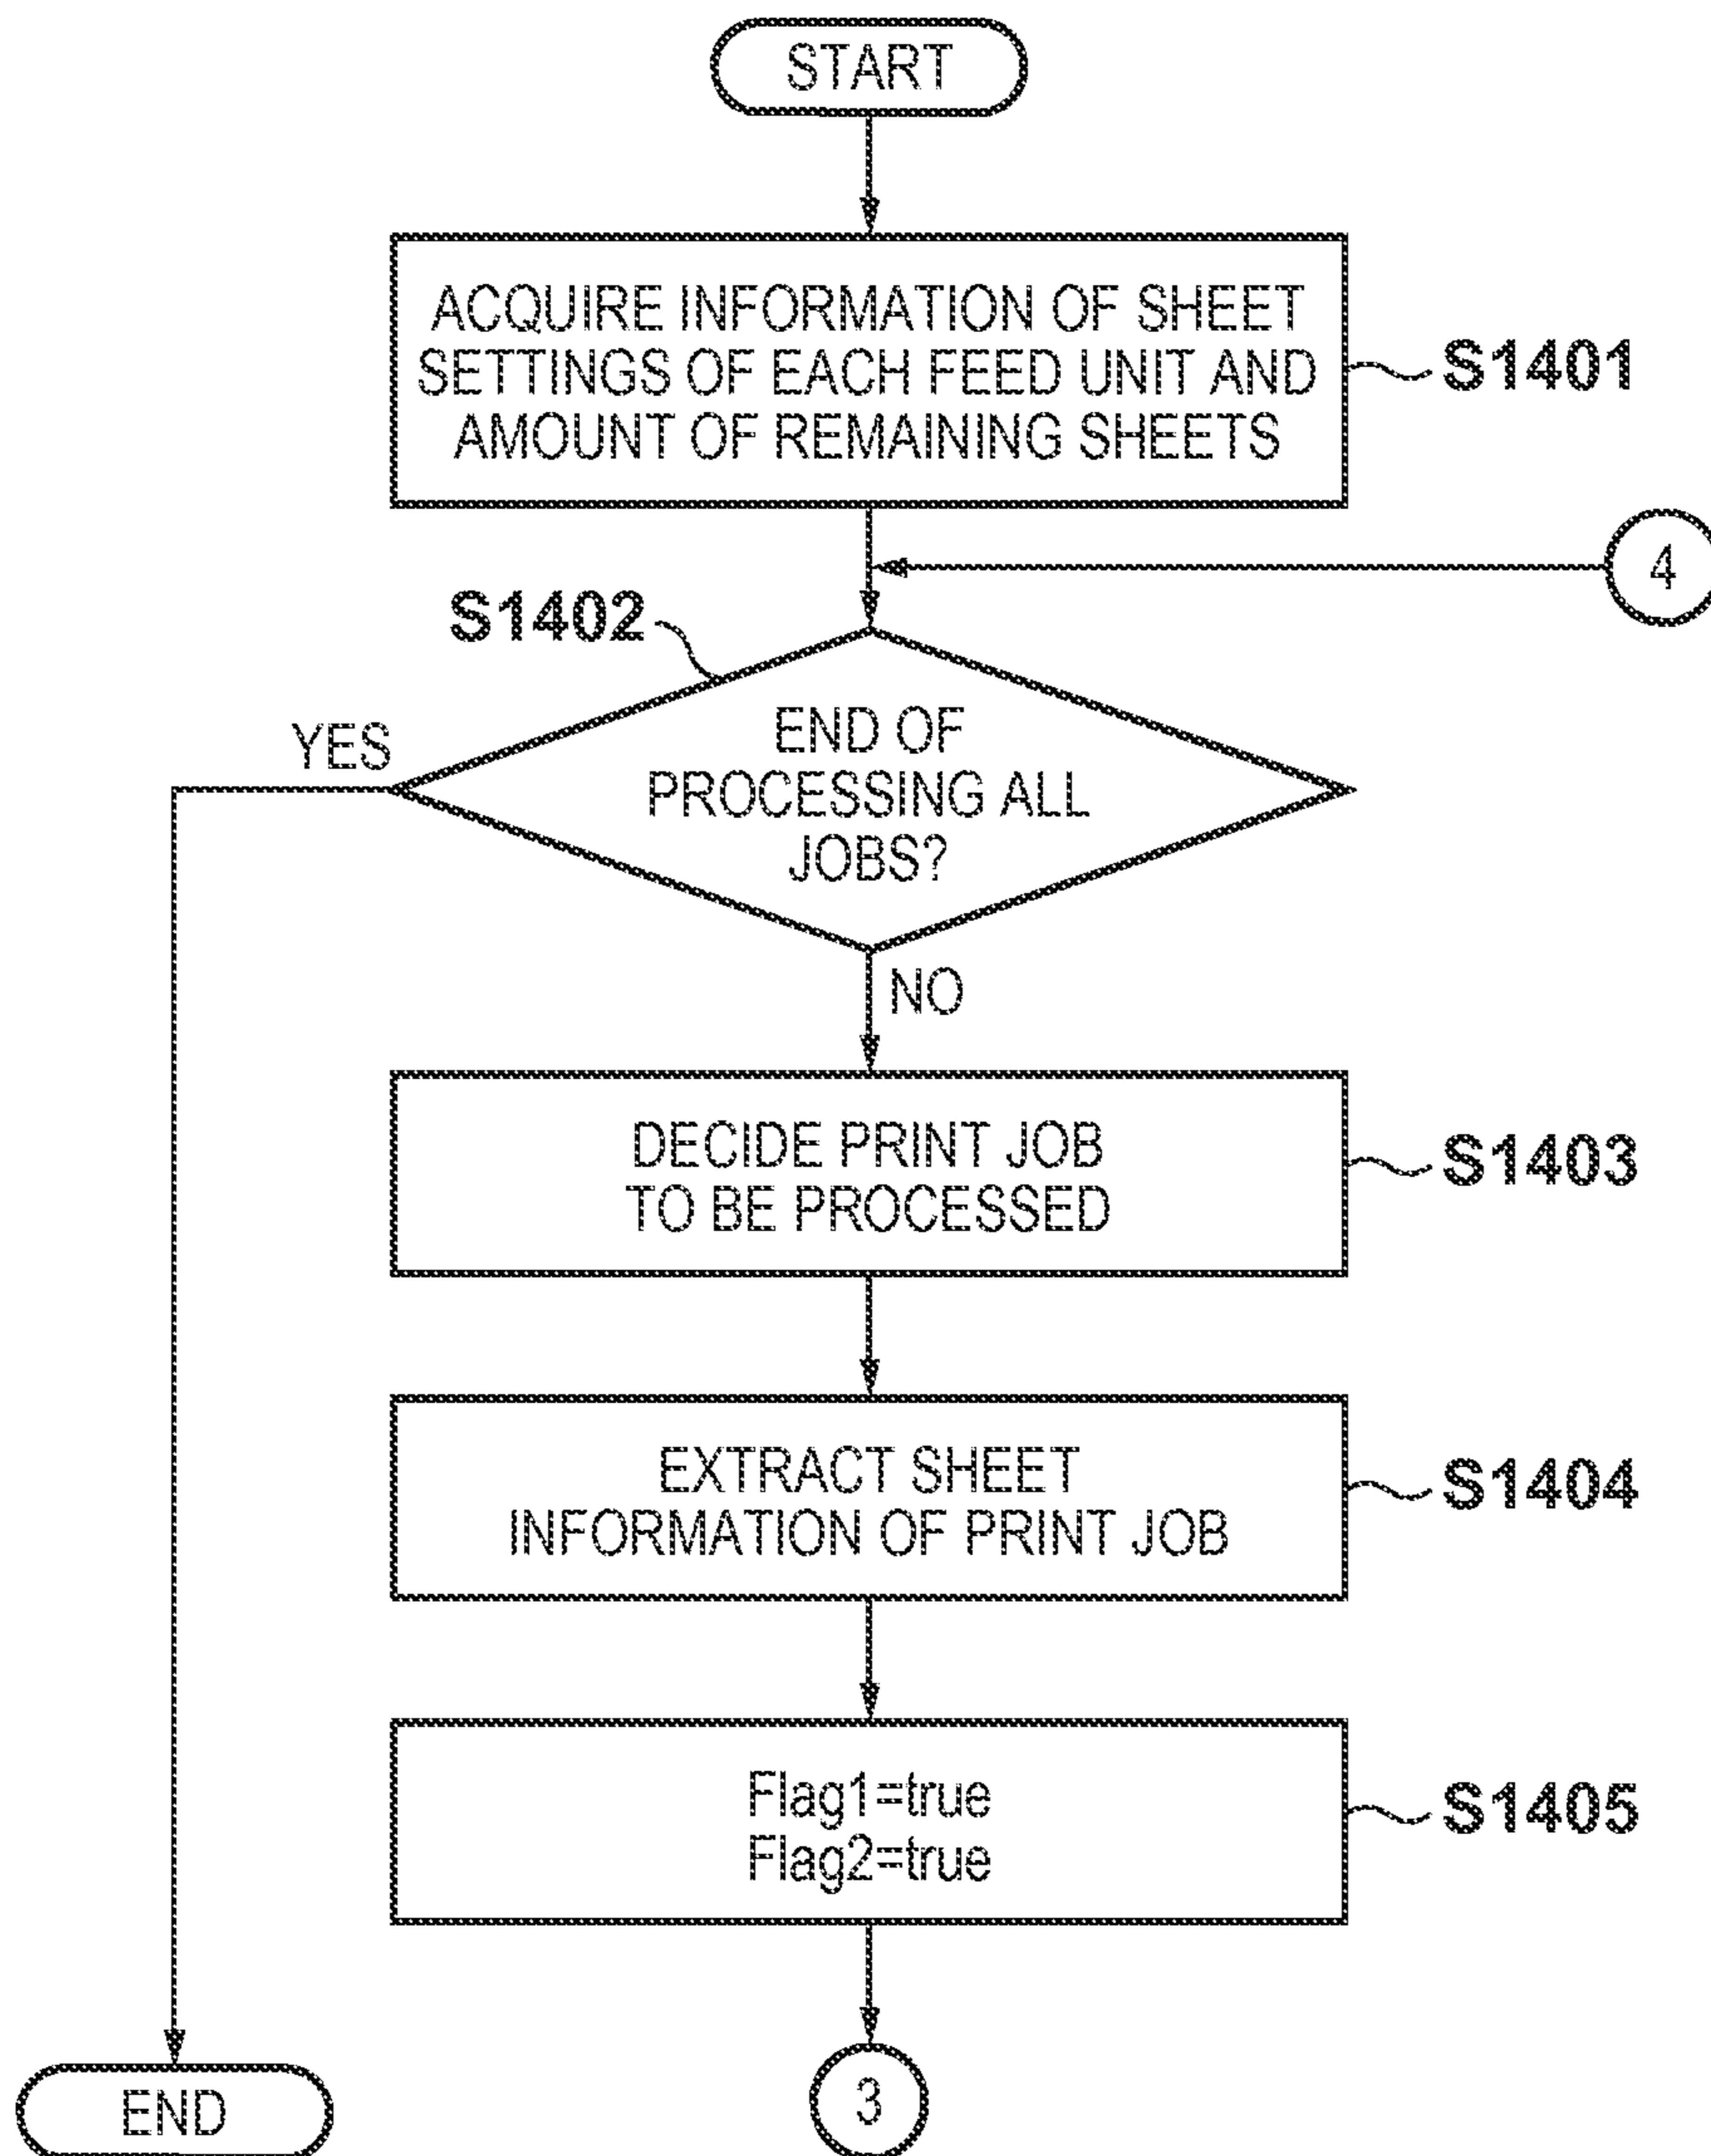 START
ACQUIRE INFORMATION OF SHEET
SETTINGS OF EACH FEED UNIT AND
AMOUNT OF REMAINING SHEETS
S1401
4
S1402
YES
END OF
PROCESSING ALL
JOBS?
NO
DECIDE PRINT JOB
TO BE PROCESSED
S1403
EXTRACT SHEET
INFORMATION OF PRINT JOB
S1404
Flag1=true
Flag2=true
S1405
END
3